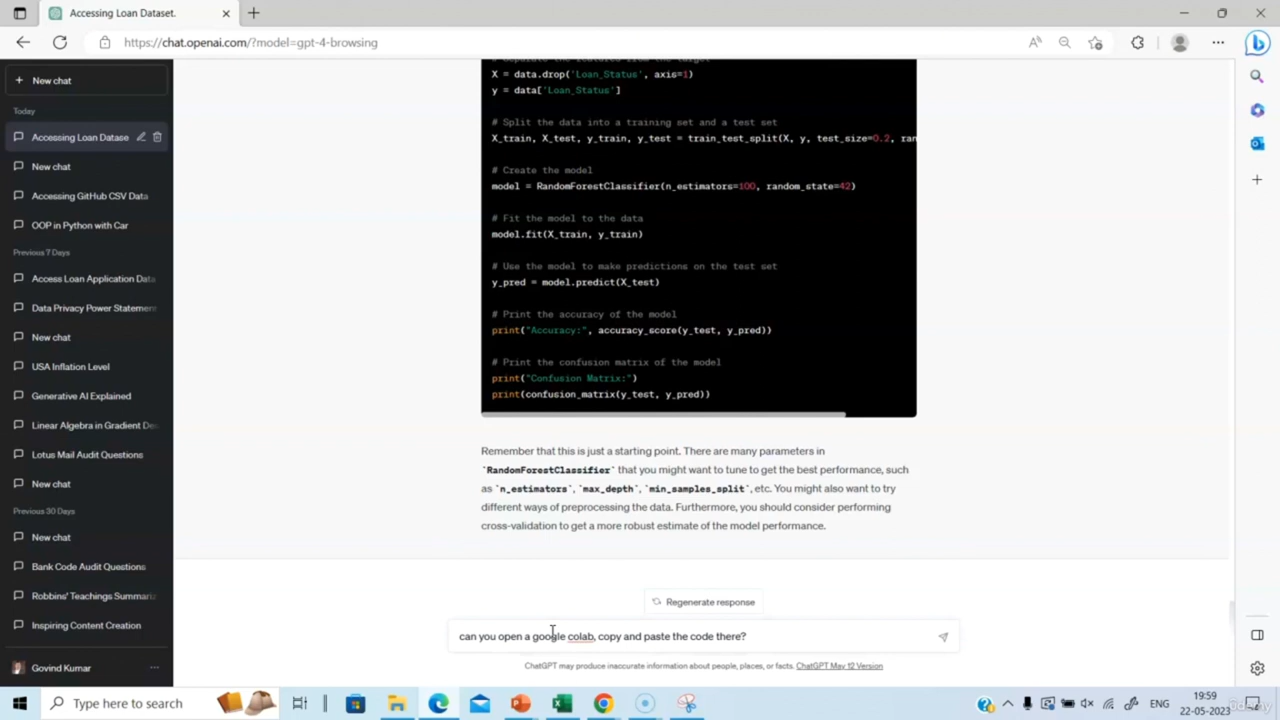 Accessing Loan Dataset.
https://chat.openai.com/?model=gpt-4-browsing
New chat
Today
Accessing Loan Datase
New chat
Accessing GitHub CSV Data
OOP in Python with Car
Previous 7 Days
Access Loan Application Data
Data Privacy Power Statement
New chat
USA Inflation Level
Generative AI Explained
Linear Algebra in Gradient Des
Lotus Mail Audit Questions
New chat
Previous 30 Days
New chat
Bank Code Audit Questions
Robbins' Teachings Summariz
Inspiring Content Creation
Govind Kumar
# Separate the features from the target
X = data.drop('Loan_Status', axis=1)
y = data['Loan_Status']
# Split the data into a training set and a test set
X_train, X_test, y_train, y_test = train_test_split(X, y, test_size=0.2, ran
# Create the model
model = RandomForestClassifier(n_estimators=100, random_state=42)
# Fit the model to the data
model.fit(X_train, y_train)
# Use the model to make predictions on the test set
y_pred = model.predict(X_test)
# Print the accuracy of the model
print("Accuracy:", accuracy_score(y_test, y_pred))
# Print the confusion matrix of the model
print("Confusion Matrix:")
print(confusion_matrix(y_test, y_pred))
Remember that this is just a starting point. There are many parameters in
`RandomForestClassifier` that you might want to tune to get the best performance, such
as `n_estimators`, `max_depth`, `min_samples_split`, etc. You might also want to try
different ways of preprocessing the data. Furthermore, you should consider performing
cross-validation to get a more robust estimate of the model performance.
Regenerate response
can you open a google colab, copy and paste the code there?
ChatGPT may produce inaccurate information about people, places, or facts. ChatGPT May 12 Version
Type here to search
ENG
19:59
22-05-2023
Udemy